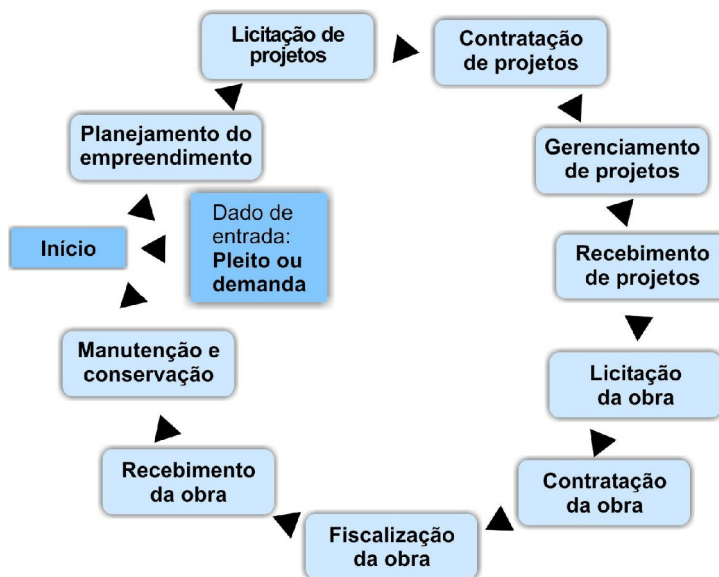 Licitação de
projetos
Contratação
de projetos
Planejamento do
empreendimento
Gerenciamento
de projetos
Dado de
entrada:
Pleito ou
demanda
Início
Recebimento
de projetos
Manutenção e
conservação
Licitação
da obra
Recebimento
da obra
Contratação
da obra
Fiscalização
da obra